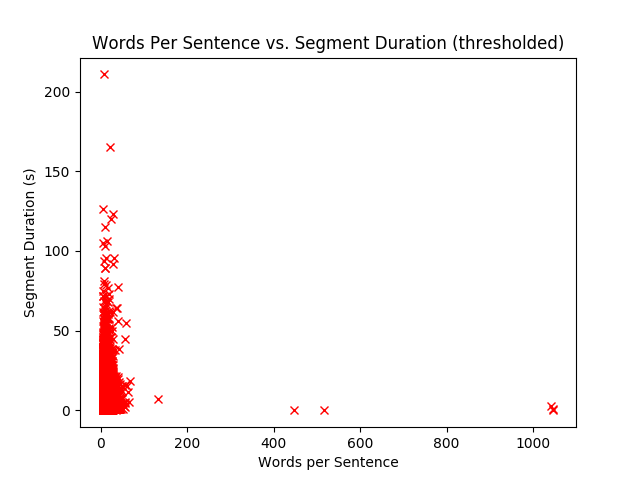 Words Per Sentence vs. Segment Duration (thresholded)
200
150
100
50
0
Segment Duration (s)
0 200 400 600 800 1000
Words per Sentence